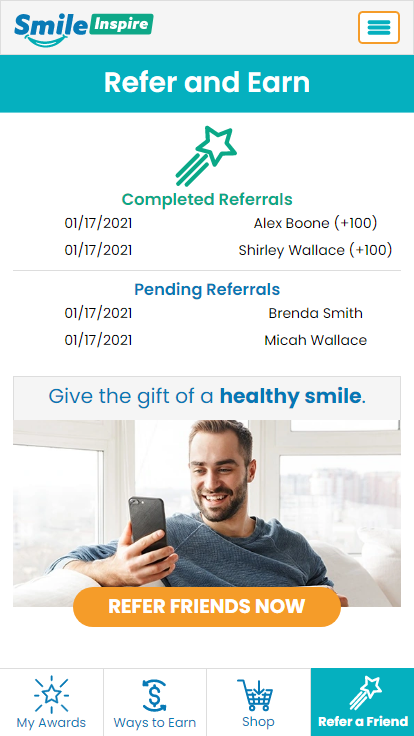 Smile Inspire
Refer and Earn
Completed Referrals
01/17/2021 Alex Boone (+100)
01/17/2021 Shirley Wallace (+100)
Pending Referrals
01/17/2021 Brenda Smith
01/17/2021 Micah Wallace
Give the gift of a healthy smile.
REFER FRIENDS NOW
My Awards Ways to Earn Shop Refer a Friend